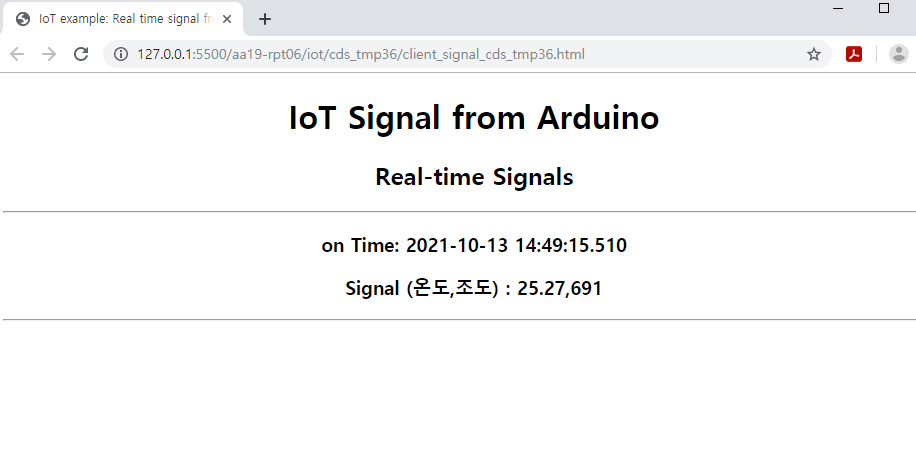 IoT example: Real time signal fr
127.0.0.1:5500/aa19-rpt06/iot/cds_tmp36/client_signal_cds_tmp36.html
IoT Signal from Arduino
Real-time Signals
on Time: 2021-10-13 14:49:15.510
Signal (온도,조도) : 25.27,691